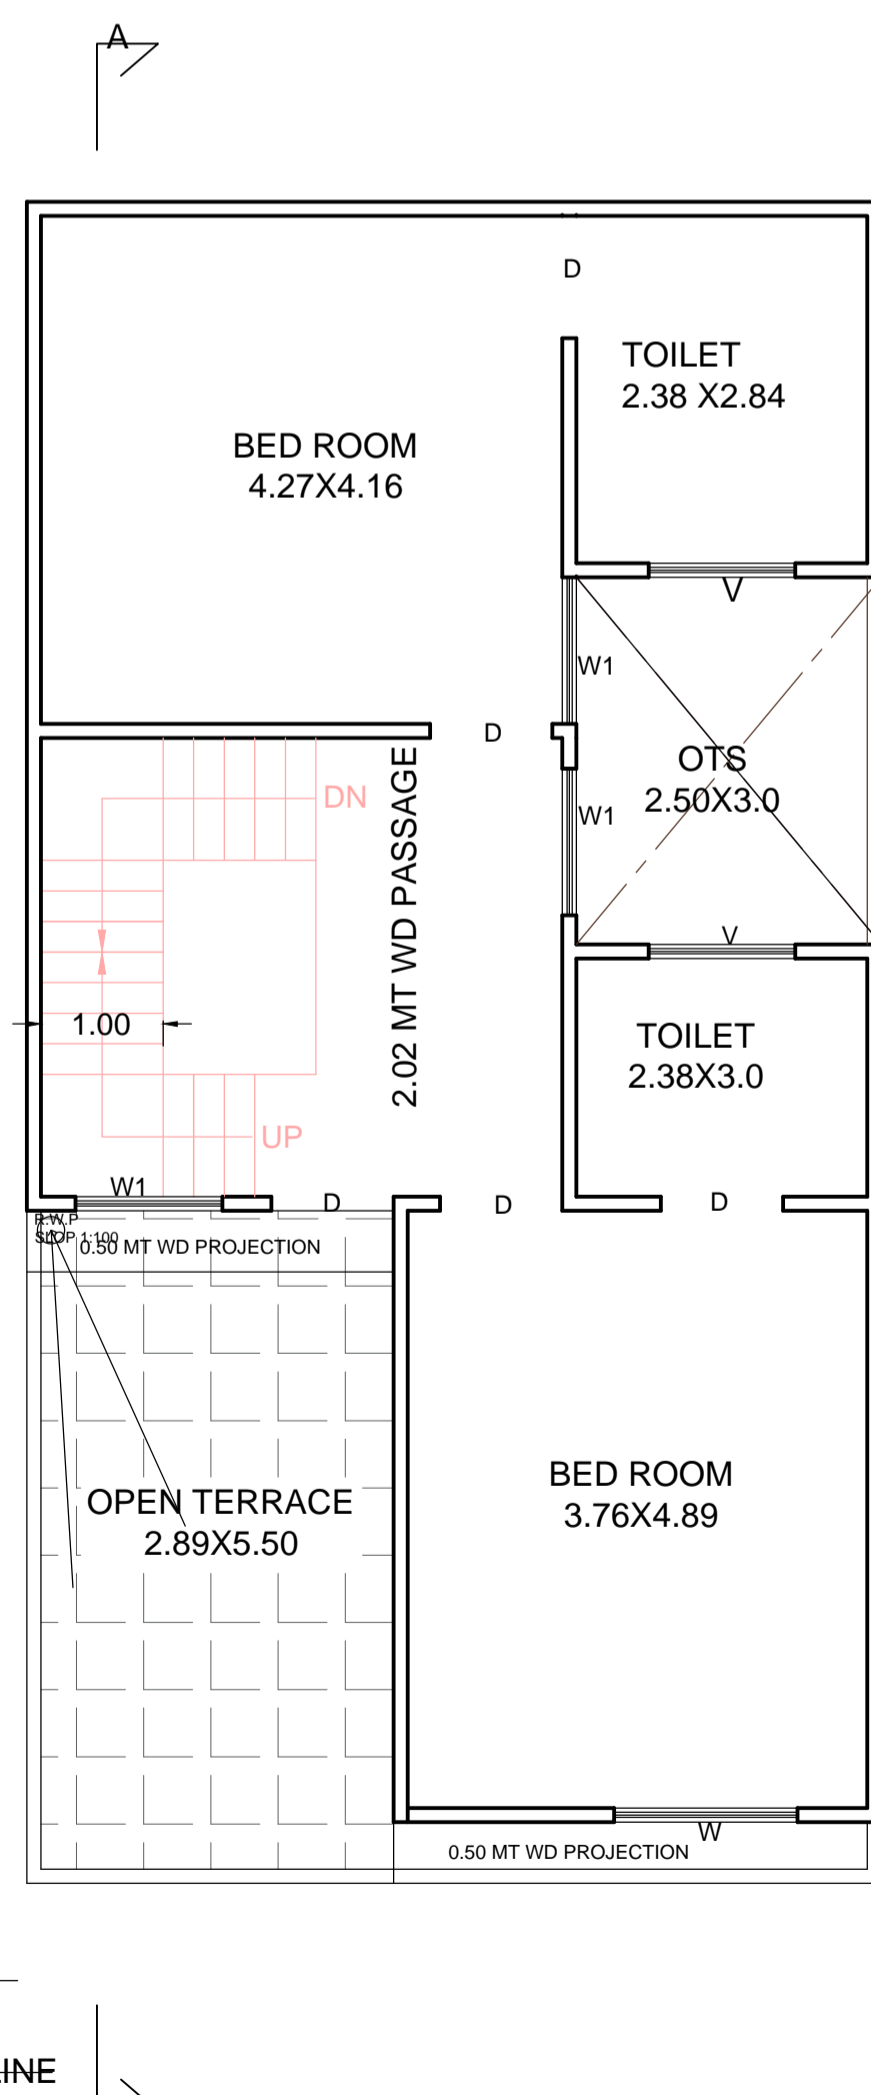 A
D
TOILET
2.38 X2.84
BED ROOM
4.27X4.16
V
W1
D
OTS
2.50X3.0
DN
W1
2.02 MT WD PASSAGE
V
1.00
TOILET
2.38X3.0
UP
W1
D
D
D
R.W.P
SLOP 1:100
0.50 MT WD PROJECTION
BED ROOM
3.76X4.89
OPEN TERRACE
2.89X5.50
W
0.50 MT WD PROJECTION
INE